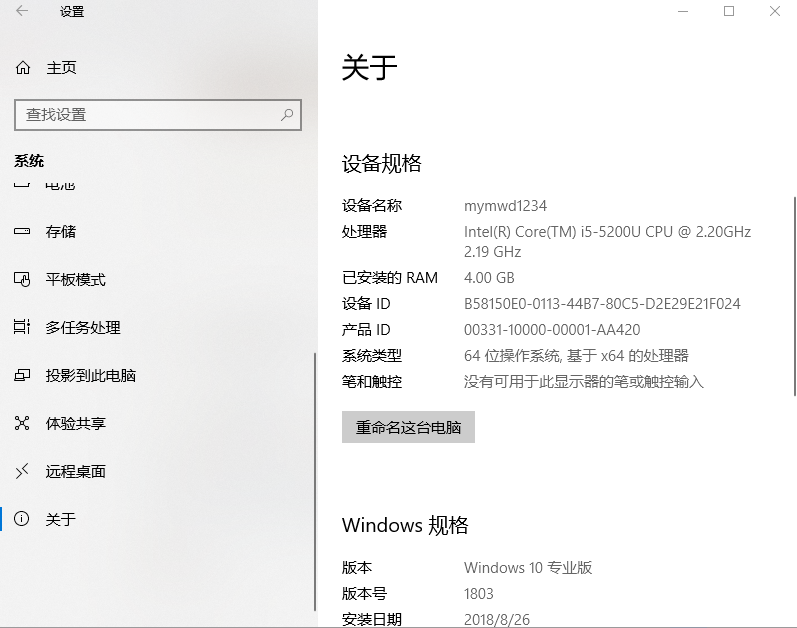 设置
主页
查找设置
系统
电池
存储
平板模式
多任务处理
投影到此电脑
体验共享
远程桌面
关于
关于
设备规格
设备名称 mymwd1234
处理器 Intel(R) Core(TM) i5-5200U CPU @ 2.20GHz
2.19 GHz
已安装的 RAM 4.00 GB
设备 ID B58150E0-0113-44B7-80C5-D2E29E21F024
产品 ID 00331-10000-00001-AA420
系统类型 64 位操作系统, 基于 x64 的处理器
笔和触控 没有可用于此显示器的笔或触控输入
重命名这台电脑
Windows 规格
版本 Windows 10 专业版
版本号 1803
安装日期 2018/8/26